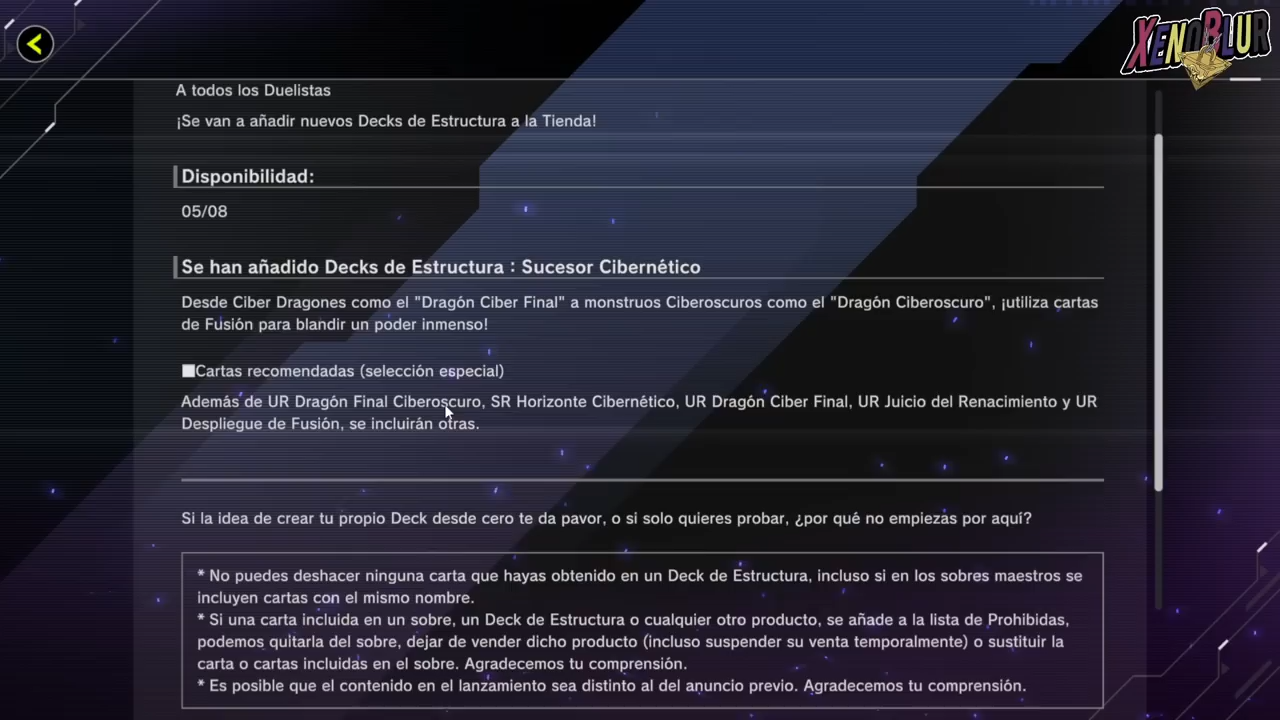 XENOBLUR
A todos los Duelistas
¡Se van a añadir nuevos Decks de Estructura a la Tienda!
Disponibilidad:
05/08
Se han añadido Decks de Estructura : Sucesor Cibernético
Desde Ciber Dragones como el "Dragón Ciber Final" a monstruos Ciberoscuros como el "Dragón Ciberoscuro", ¡utiliza cartas
de Fusión para blandir un poder inmenso!
■Cartas recomendadas (selección especial)
Además de UR Dragón Final Ciberoscuro, SR Horizonte Cibernético, UR Dragón Ciber Final, UR Juicio del Renacimiento y UR
Despliegue de Fusión, se incluirán otras.
Si la idea de crear tu propio Deck desde cero te da pavor, o si solo quieres probar, ¿por qué no empiezas por aquí?
* No puedes deshacer ninguna carta que hayas obtenido en un Deck de Estructura, incluso si en los sobres maestros se
incluyen cartas con el mismo nombre.
* Si una carta incluida en un sobre, un Deck de Estructura o cualquier otro producto, se añade a la lista de Prohibidas,
podemos quitarla del sobre, dejar de vender dicho producto (incluso suspender su venta temporalmente) o sustituir la
carta o cartas incluidas en el sobre. Agradecemos tu comprensión.
* Es posible que el contenido en el lanzamiento sea distinto al del anuncio previo. Agradecemos tu comprensión.